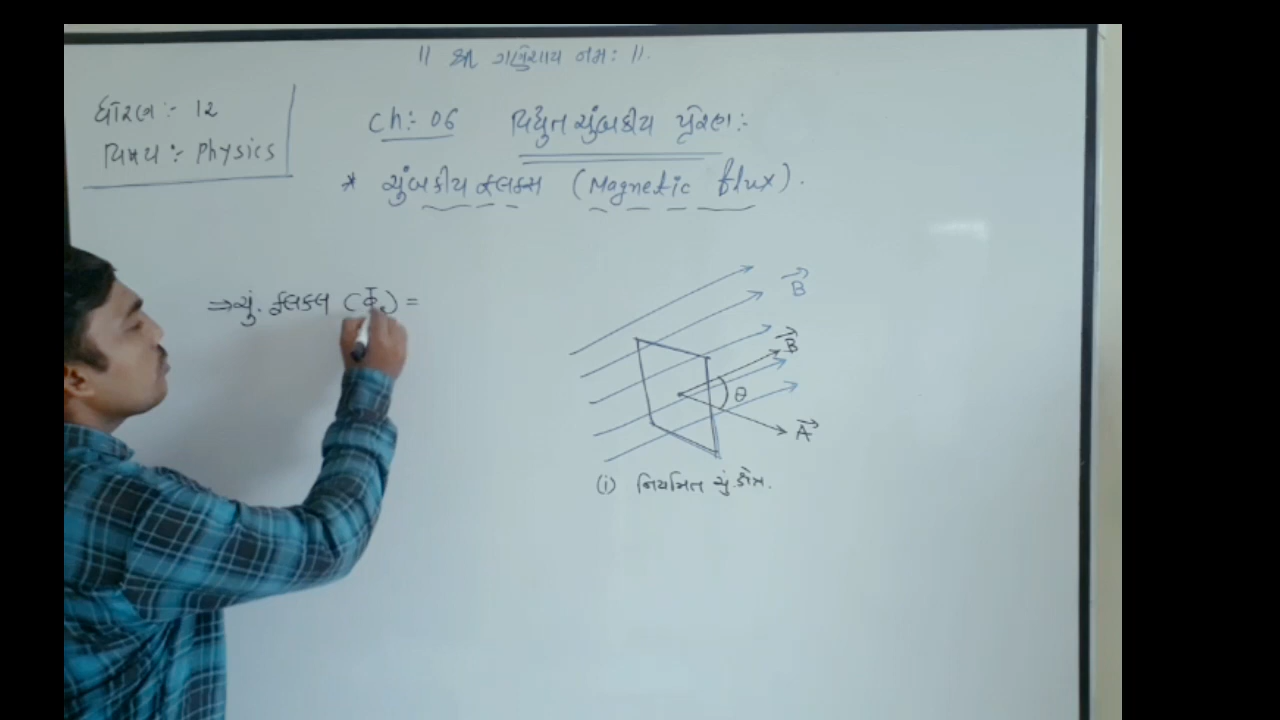 || શ્રી ગણેશાય નમઃ ||.
ધોરણ :- 12
વિષય :- Physics
Ch:- 06 વિદ્યુતચુંબકીય પ્રેરણ :-
* ચુંબકીય ફ્લક્સ (Magnetic flux).
⇒ ચું. ફ્લક્સ (Φ) =
B
B
θ
A
(i) નિયમિત ચું.ક્ષેત્ર.